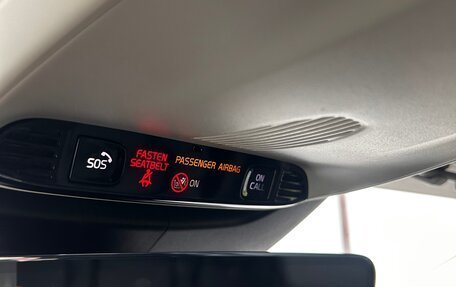 SOS
FASTEN
SEATBELT
PASSENGER AIRBAG
ON
ON
CALL